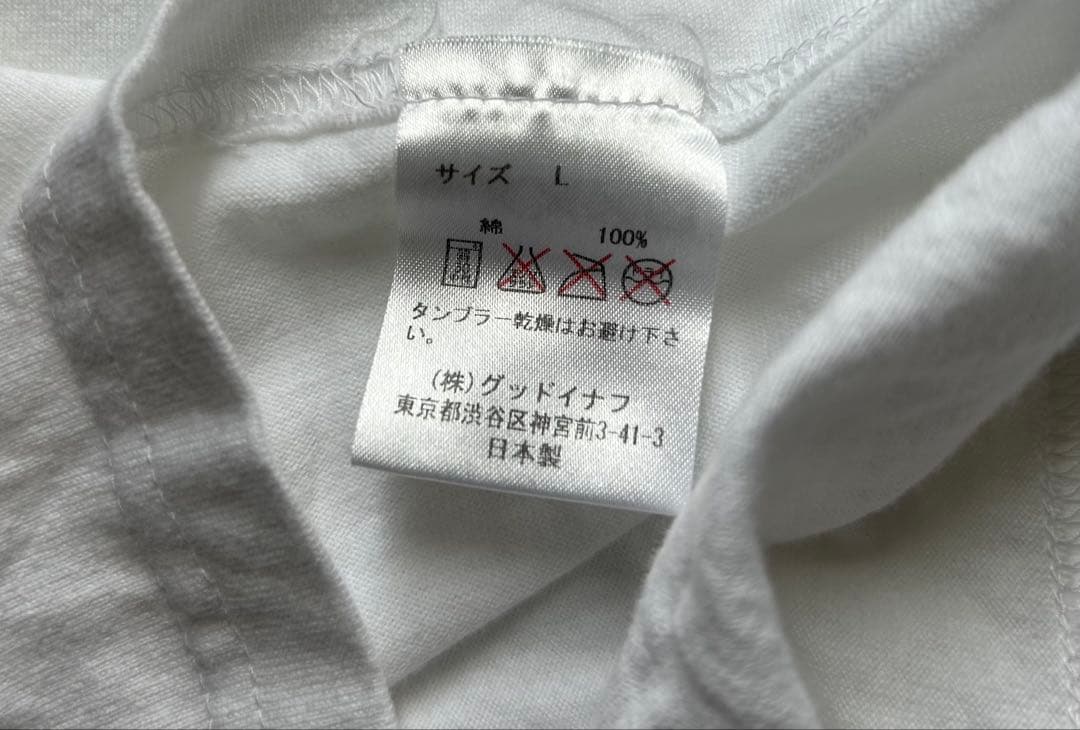 サイズ L
綿 100%
タンブラー乾燥はお避け下さ
い。
(株)グッドイナフ
東京都渋谷区神宮前3-41-3
日本製